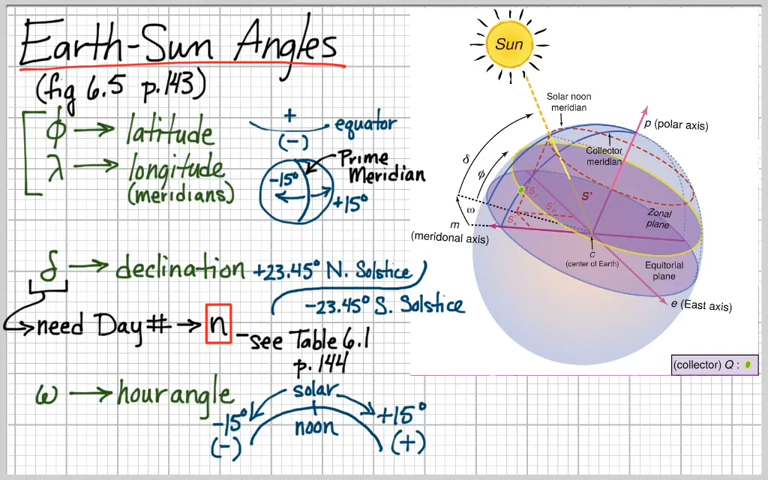 Earth-Sun Angles
(fig 6.5 p.143)
ϕ → latitude
+
(-)
equator
λ → longitude
(meridians)
Prime
Meridian
-15°
+15°
δ → declination +23.45° N. Solstice
-23.45° S. Solstice
need Day# → n - see Table 6.1
p. 144
ω → hour angle
solar
noon
-15°
(-)
+15°
(+)
Sun
Solar noon
meridian
p (polar axis)
Collector
meridian
δ
ϕ
ω
S'
Zonal
plane
m
(meridonal axis)
c
(center of Earth)
Equitorial
plane
e (East axis)
(collector) Q :